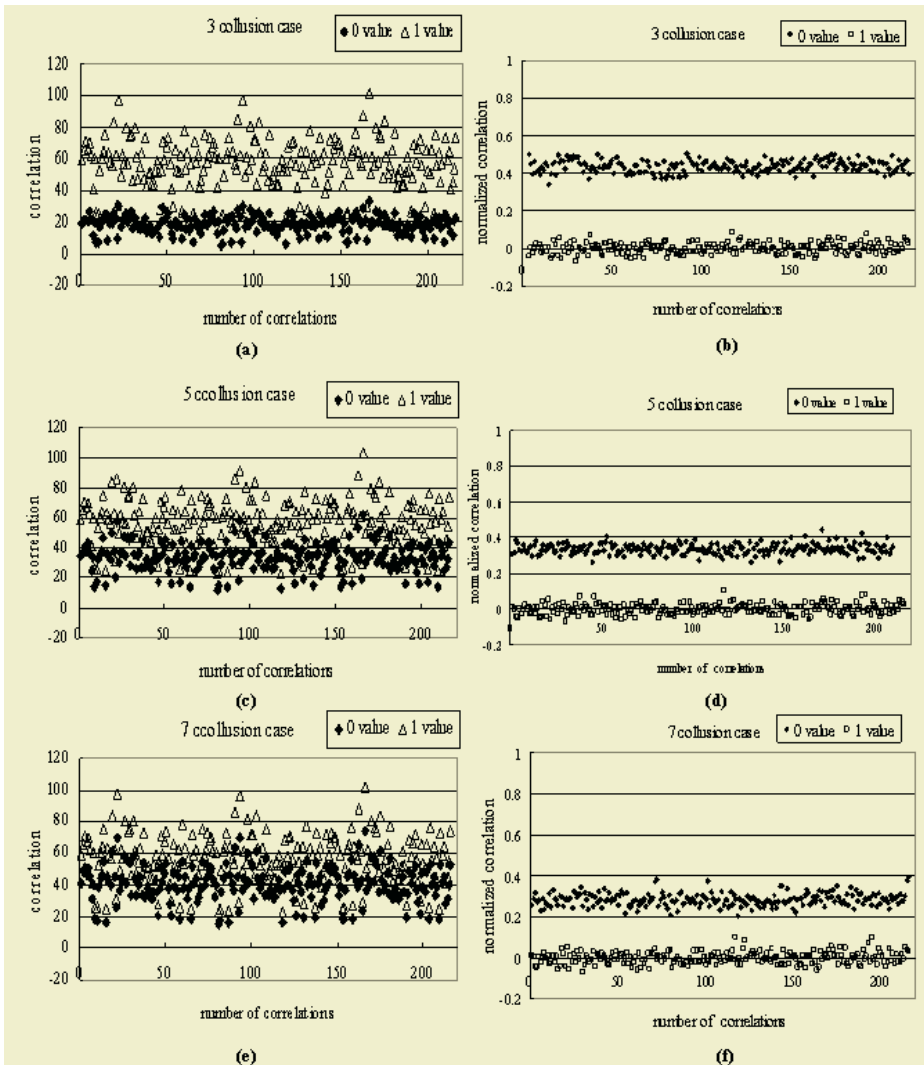 3 collusion case
0 value 1 value
120
100
80
60
40
20
0
-20
0 50 100 150 200
correlation
number of correlations
(a)
3 collusion case
0 value 1 value
1
0.8
0.6
0.4
0.2
0
-0.2
0 50 100 150 200
normalized correlation
number of correlations
(b)
5 ccollusion case
0 value 1 value
120
100
80
60
40
20
0
-20
0 50 100 150 200
correlation
number of correlations
(c)
5 collusion case
0 value 1 value
1
0.8
0.6
0.4
0.2
0
-0.2
0 50 100 150 200
normalized correlation
number of correlations
(d)
7 ccollusion case
0 value 1 value
120
100
80
60
40
20
0
-20
0 50 100 150 200
correlation
number of correlations
(e)
7 collusion case
0 value 1 value
1
0.8
0.6
0.4
0.2
0
-0.2
0 50 100 150 200
normalized correlation
number of correlations
(f)